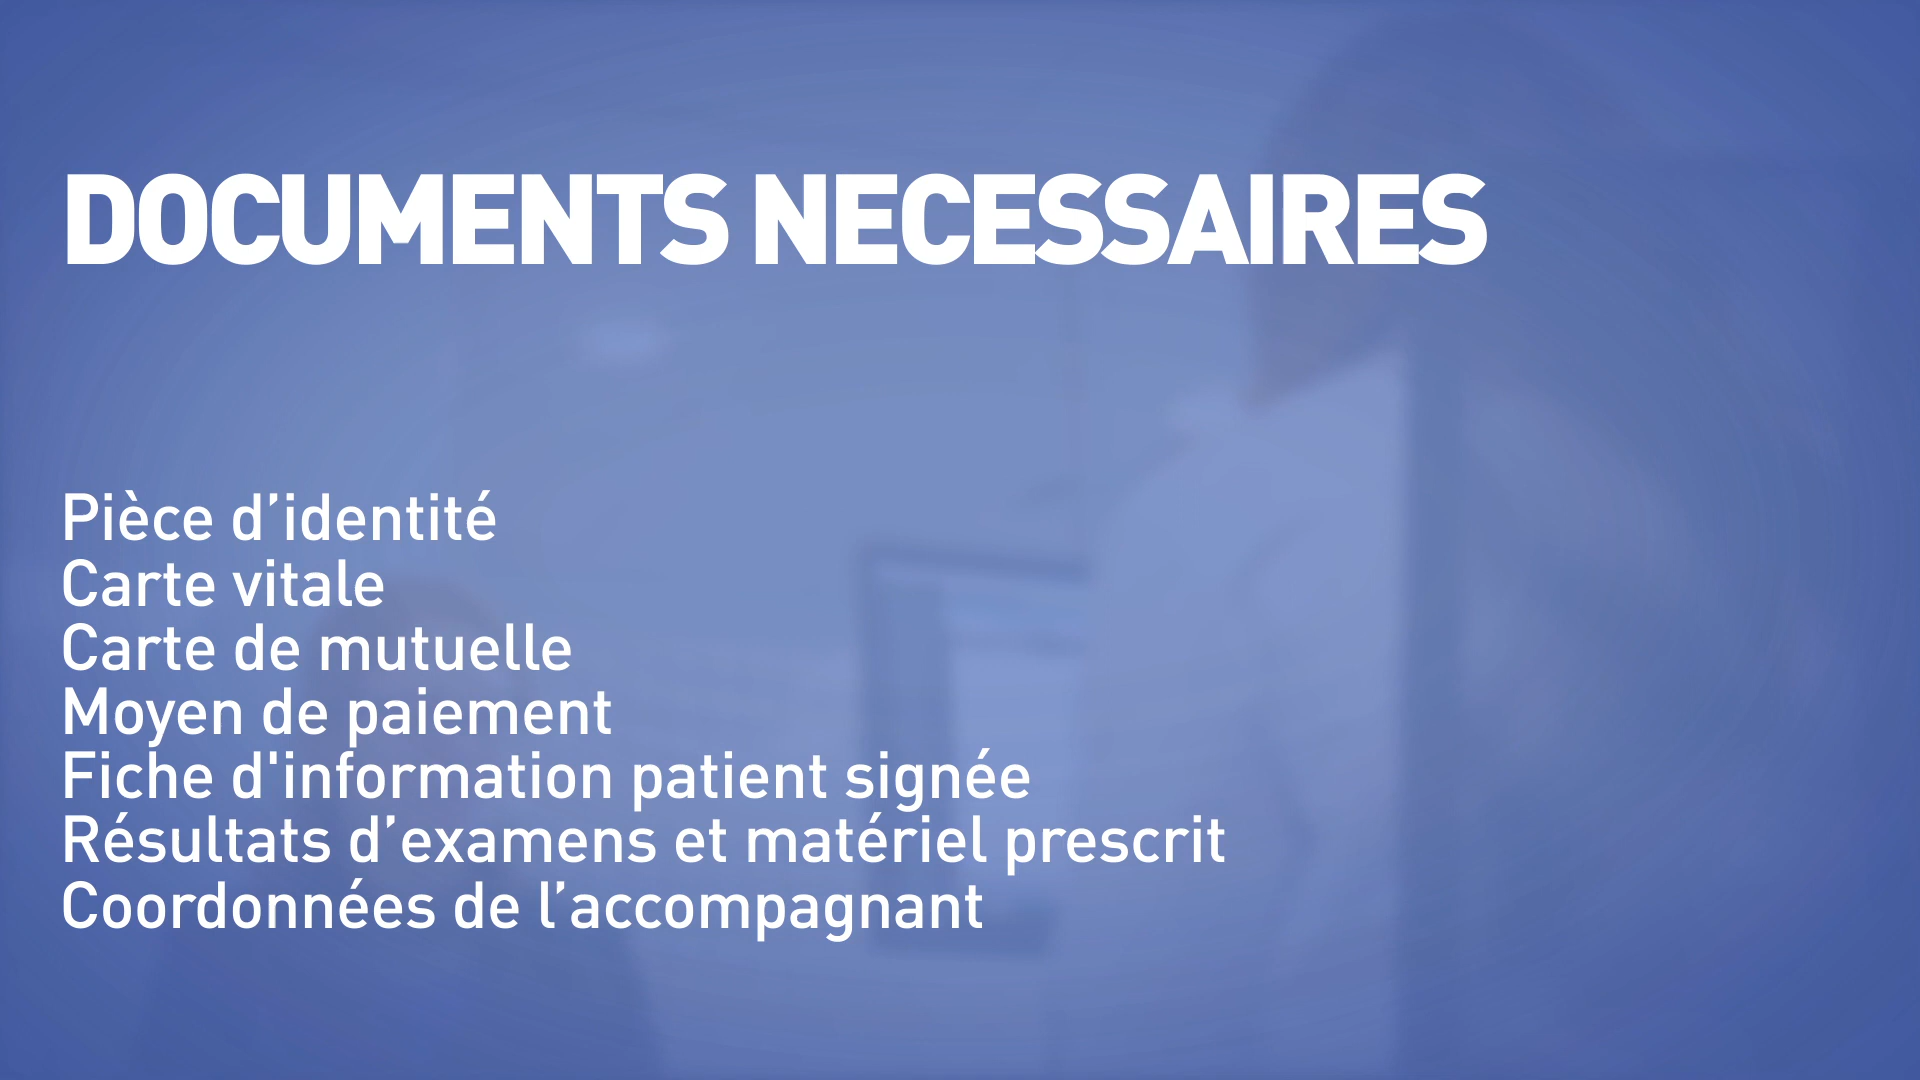 DOCUMENTS NECESSAIRES
Pièce d’identité
Carte vitale
Carte de mutuelle
Moyen de paiement
Fiche d'information patient signée
Résultats d’examens et matériel prescrit
Coordonnées de l’accompagnant